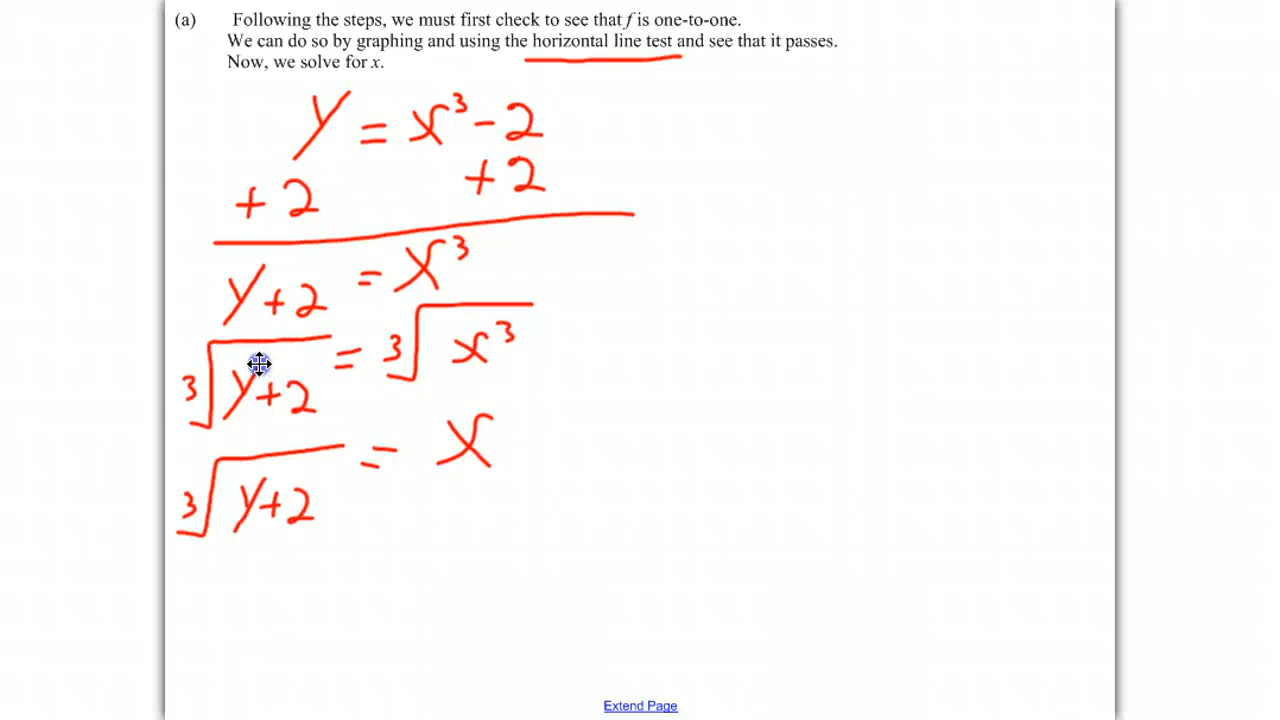 (a) Following the steps, we must first check to see that f is one-to-one.
We can do so by graphing and using the horizontal line test and see that it passes.
Now, we solve for x.
y = x³ - 2
+ 2 + 2
y + 2 = x³
∛(y+2) = ∛(x³)
∛(y+2) = x
Extend Page